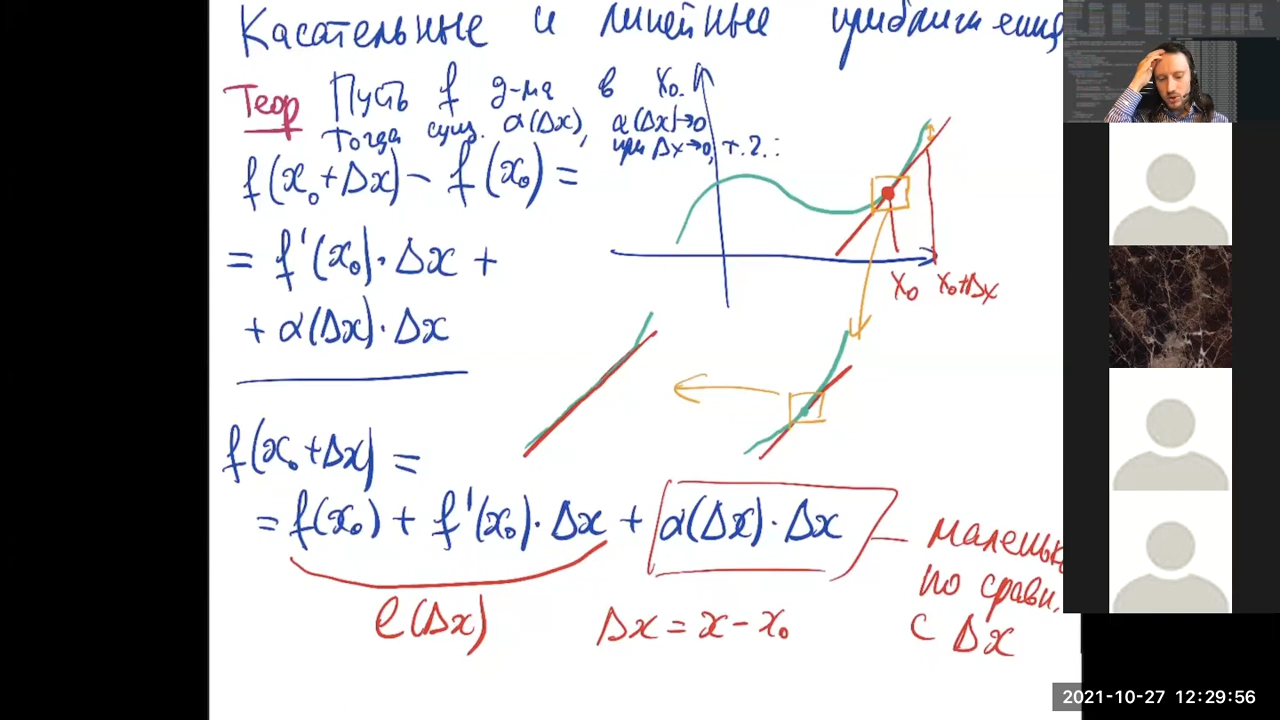 Касательные и линейные приближения
Теор Пусть f д-ма в x₀.
Тогда сущ. α(Δx), α(Δx)→0
при Δx→0, т.ч.:
f(x₀+Δx) − f(x₀) =
= f'(x₀)·Δx +
+ α(Δx)·Δx
x₀ x₀+Δx
f(x₀+Δx) =
= f(x₀) + f'(x₀)·Δx + α(Δx)·Δx
маленьк
по сравн.
с Δx
l(Δx) Δx = x − x₀
2021-10-27 12:29:56